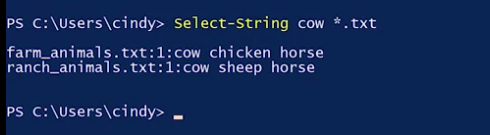 PS C:\Users\cindy> Select-String cow *.txt
farm_animals.txt:1:cow chicken horse
ranch_animals.txt:1:cow sheep horse
PS C:\Users\cindy>